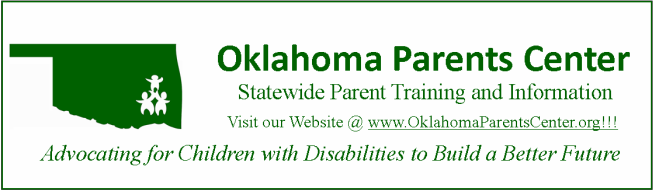 Oklahoma Parents Center
Statewide Parent Training and Information
Visit our Website @ www.OklahomaParentsCenter.org!!!
Advocating for Children with Disabilities to Build a Better Future